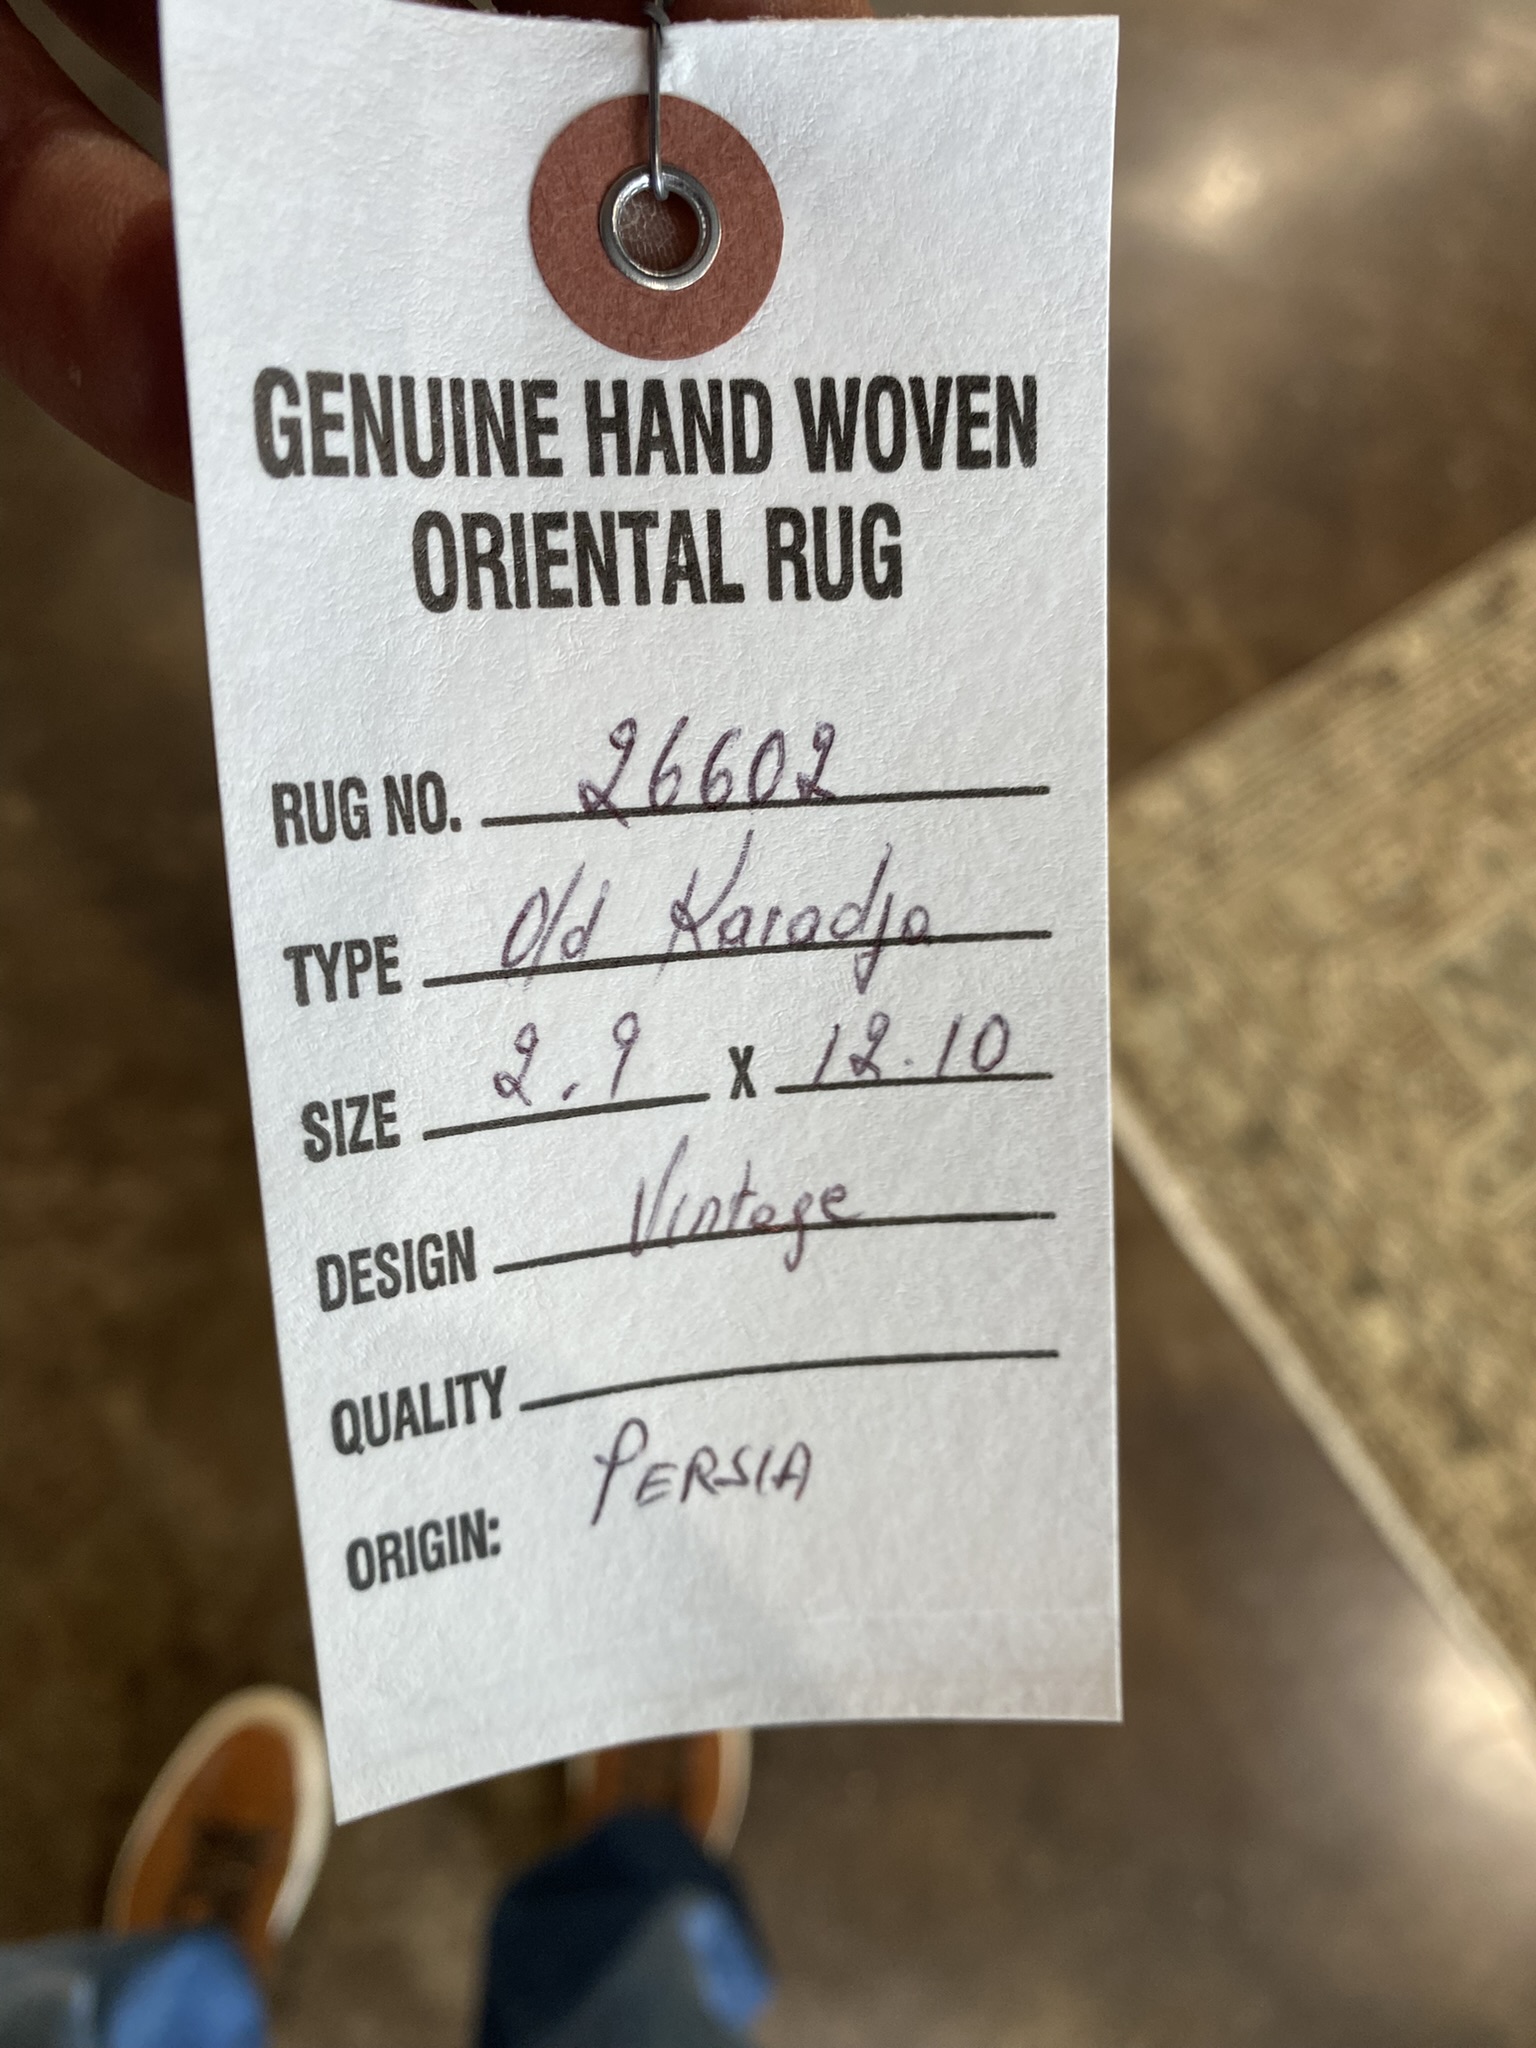 GENUINE HAND WOVEN
ORIENTAL RUG
RUG NO. 26602
TYPE Old Karadja
SIZE 2.9 X 12.10
DESIGN Vintage
QUALITY
ORIGIN: PERSIA